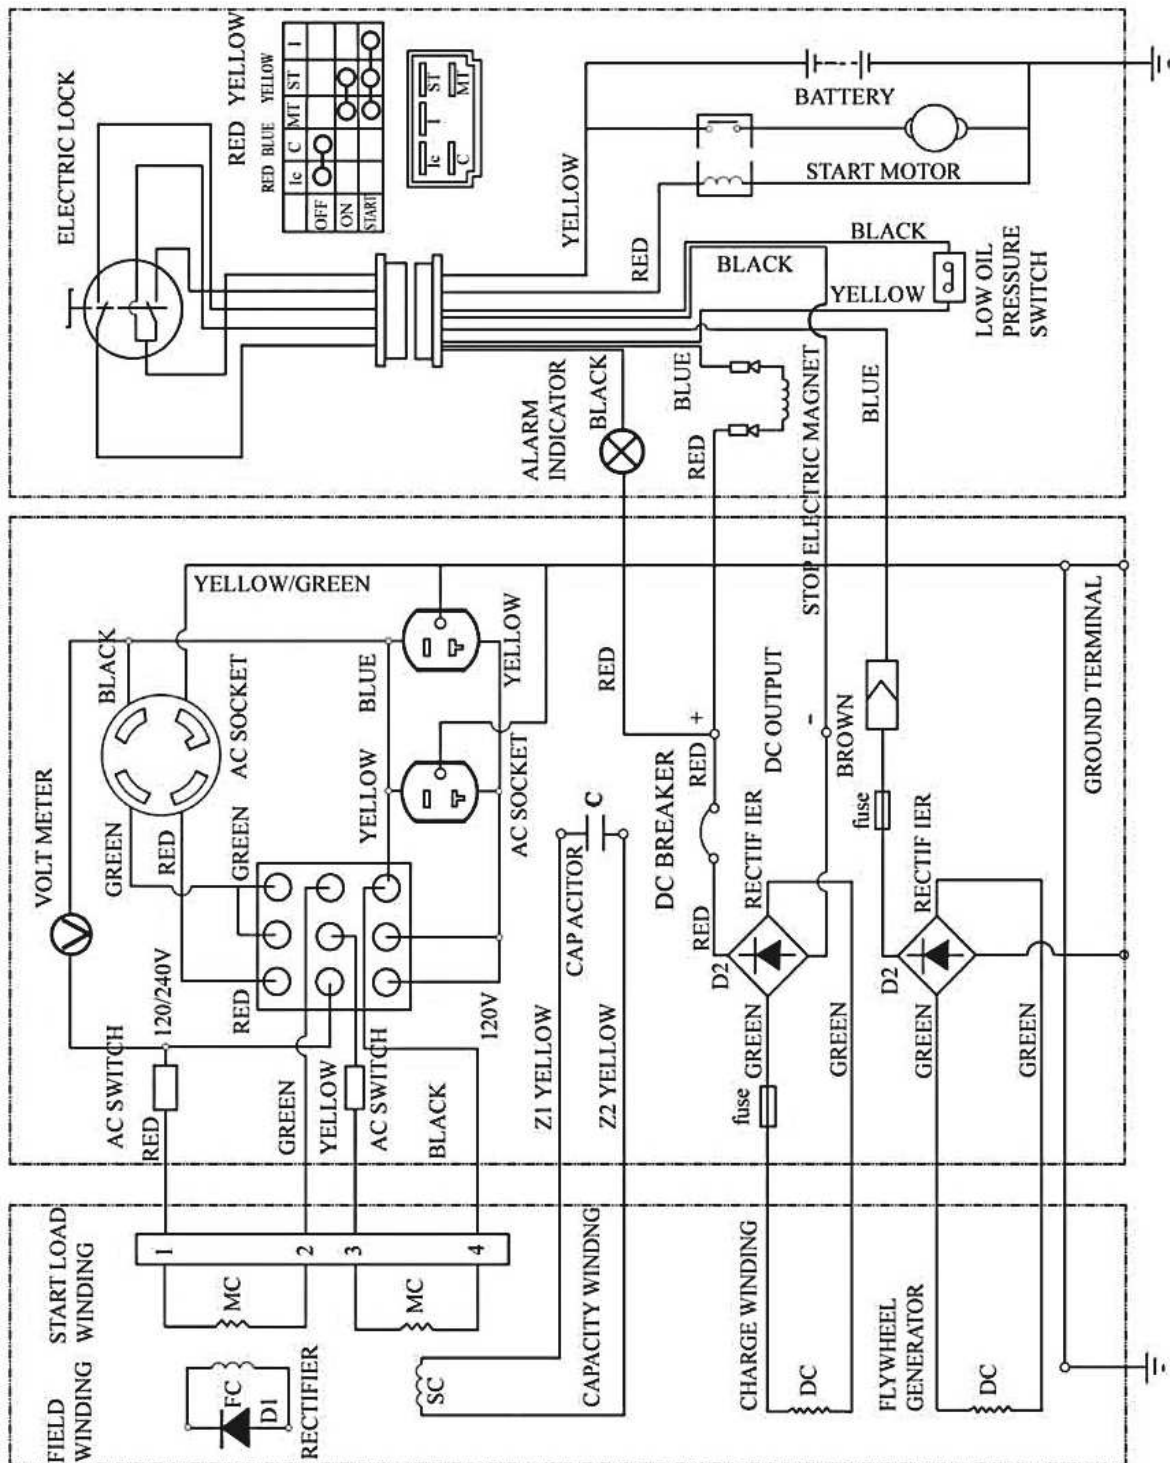 ELECTRIC LOCK
RED YELLOW
RED BLUE YELLOW
Ic C MT ST I
OFF
ON
START
Ic I ST
C MT
BATTERY
START MOTOR
YELLOW
RED
BLACK
BLACK
YELLOW
LOW OIL
PRESSURE
SWITCH
ALARM
INDICATOR
BLACK
BLUE
RED
STOP ELECTRIC MAGNET
BLUE
YELLOW/GREEN
BLACK
AC SOCKET
BLUE
YELLOW
RED
+
DC OUTPUT
-
BROWN
GROUND TERMINAL
VOLT METER
V
GREEN
RED
GREEN
YELLOW
AC SOCKET
CAPACITOR
C
DC BREAKER
RED
RED
RECTIF IER
D2
fuse
RECTIF IER
D2
AC SWITCH
120/240V
RED
RED
GREEN
YELLOW
AC SWITCH
BLACK
120V
Z1 YELLOW
Z2 YELLOW
fuse
GREEN
GREEN
GREEN
GREEN
START LOAD
WINDING
1
2
3
4
MC
MC
FIELD
WINDING
FC
D1
RECTIFIER
SC
CAPACITY WINDNG
CHARGE WINDING
DC
FLYWHEEL
GENERATOR
DC